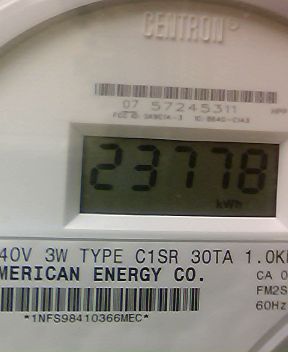 CENTRON
07 57245311
23778
kWh
40V 3W TYPE C1SR 30TA 1.0K
MERICAN ENERGY CO.
CA 0
FM2S
60Hz
*1NFS98410366MEC*